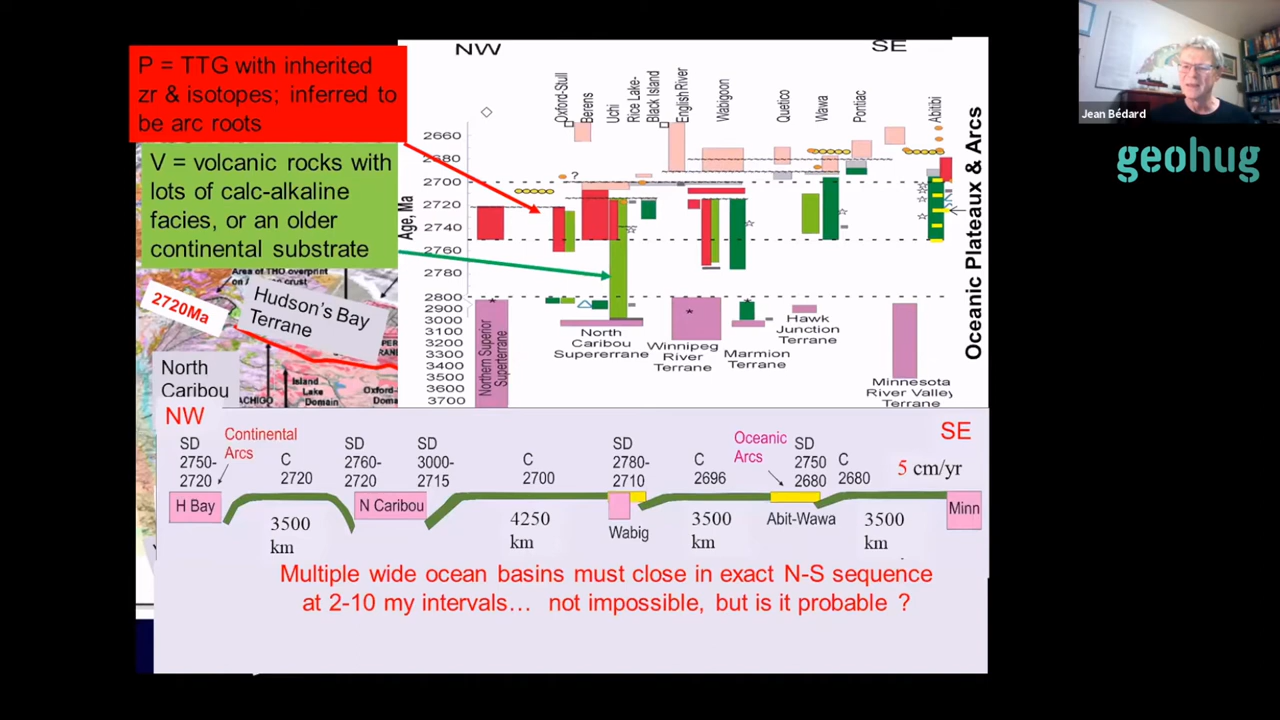 P = TTG with inherited
zr & isotopes; inferred to
be arc roots
V = volcanic rocks with
lots of calc-alkaline
facies, or an older
continental substrate
Area of THO overprint
2720Ma
Hudson's Bay
Terrane
North
Caribou
Island
Lake
Domain
Oxford-
NW
SE
Oxford-Stull
Berens
Uchi
Rice Lake-
Black Island
English River
Wabigoon
Quetico
Wawa
Pontiac
Abitibi
Age, Ma
2660
2680
2700
2720
2740
2760
2780
2800
2900
3000
3100
3200
3300
3400
3500
3600
3700
?
Northern Superior
Superterrane
North
Caribou
Supererrane
Winnipeg
River
Terrane
Marmion
Terrane
Hawk
Junction
Terrane
Minnesota
River Valley
Terrane
Oceanic Plateaux & Arcs
NW
SE
SD
2750-
2720
Continental
Arcs
C
2720
SD
2760-
2720
SD
3000-
2715
C
2700
SD
2780-
2710
C
2696
Oceanic
Arcs
SD
2750
2680
C
2680
5 cm/yr
H Bay
3500
km
N Caribou
4250
km
Wabig
3500
km
Abit-Wawa
3500
km
Minn
Multiple wide ocean basins must close in exact N-S sequence
at 2-10 my intervals… not impossible, but is it probable ?
Jean Bédard
geohug